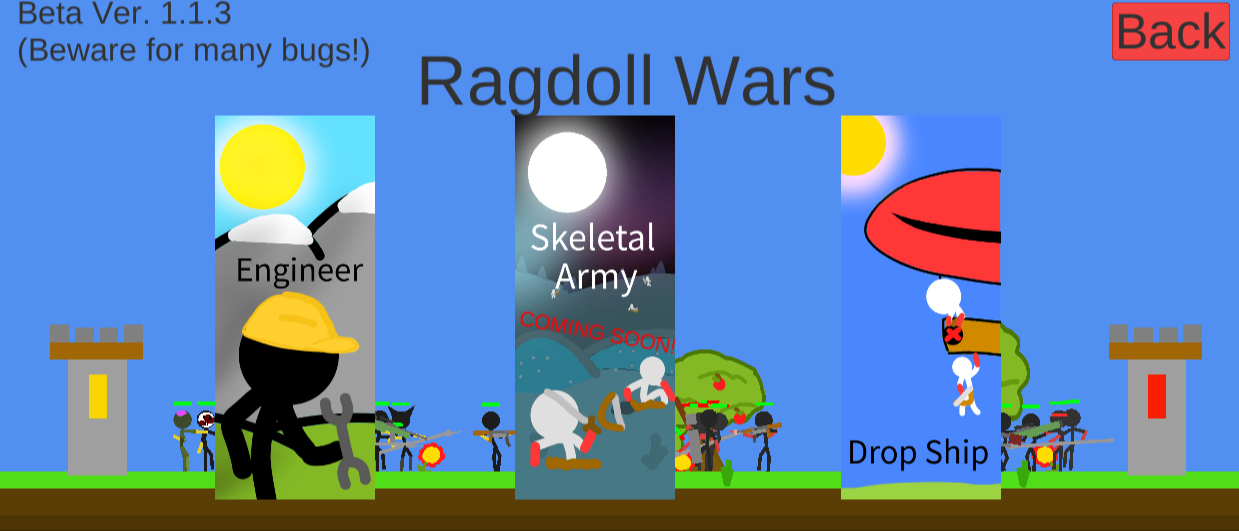 Beta Ver. 1.1.3
(Beware for many bugs!)
Back
Ragdoll Wars
Engineer
Skeletal
Army
COMING SOON!
Drop Ship